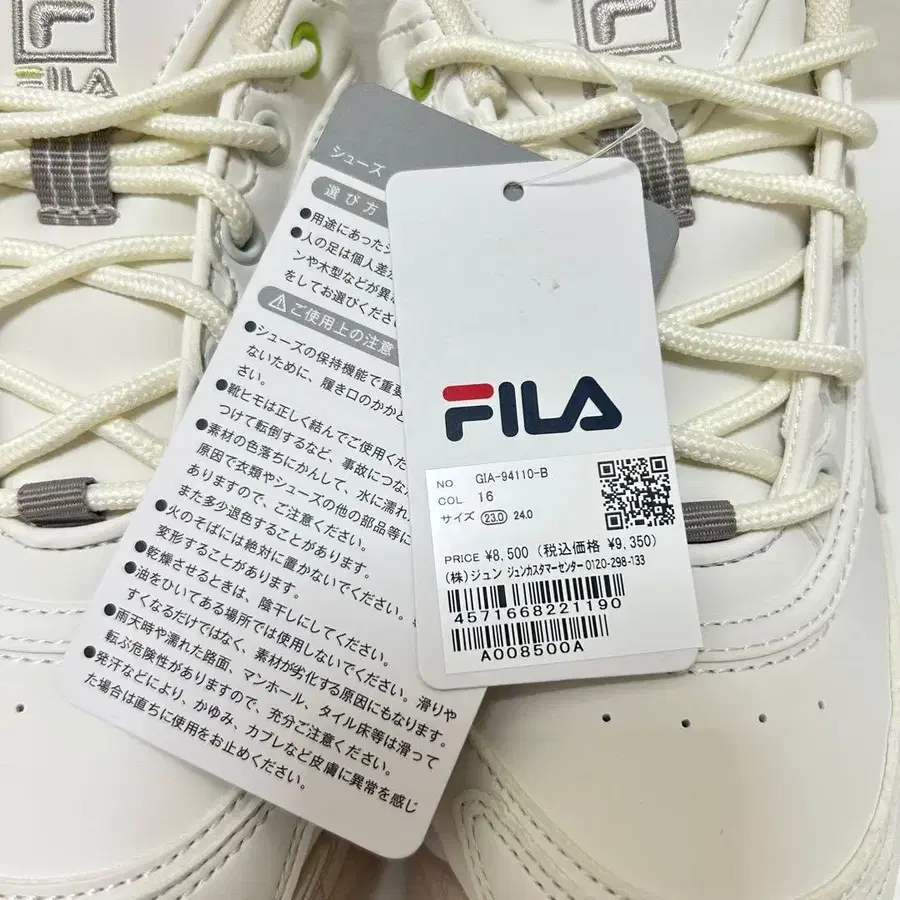 FILA
シューズ
選び方
●用途にあった
●人の足は個人差が
ンや木型などが異な
をしてお選びくださ
⚠ご使用上の注意
●シューズの保持機能で重要
ないために、履き口のかかと
さい。
●靴ヒモは正しく結んでご使用くだ
つけて転倒するなど、事故につなが
●素材の色落ちにかんして、水に濡れ
原因で衣類やシューズの他の部品等に
ありますので、ご注意ください。
また多少退色することがあります。
●火のそばには絶対に置かないでください。
変形することがあります。
●乾燥させるときは、陰干しにしてください。
●油をひいてある場所では使用しないでください。滑りや
すくなるだけではなく、素材が劣化する原因にもなります。
●雨天時や濡れた路面、マンホール、タイル床等は滑って
転ぶ危険性がありますので、充分ご注意ください。
●発汗などにより、かゆみ、カブレなど皮膚に異常を感じ
た場合は直ちに使用をお止めください。
FILA
NO GIA-94110-B
COL 16
サイズ 23.0 24.0
PRICE ¥8,500 (税込価格 ¥9,350)
(株)ジュン ジュンカスタマーセンター 0120-298-133
4571668221190
A008500A